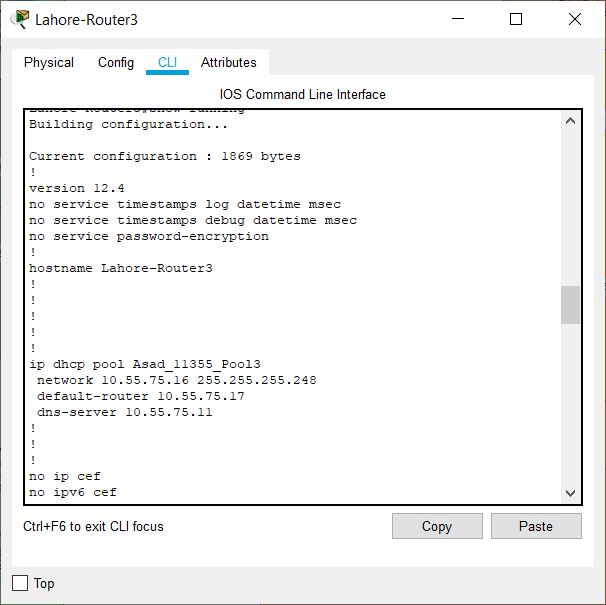 Lahore-Router3
Physical Config CLI Attributes
IOS Command Line Interface
Building configuration...
Current configuration : 1869 bytes
!
version 12.4
no service timestamps log datetime msec
no service timestamps debug datetime msec
no service password-encryption
!
hostname Lahore-Router3
!
!
!
!
!
ip dhcp pool Asad_11355_Pool3
network 10.55.75.16 255.255.255.248
default-router 10.55.75.17
dns-server 10.55.75.11
!
!
!
no ip cef
no ipv6 cef
Ctrl+F6 to exit CLI focus
Copy Paste
Top